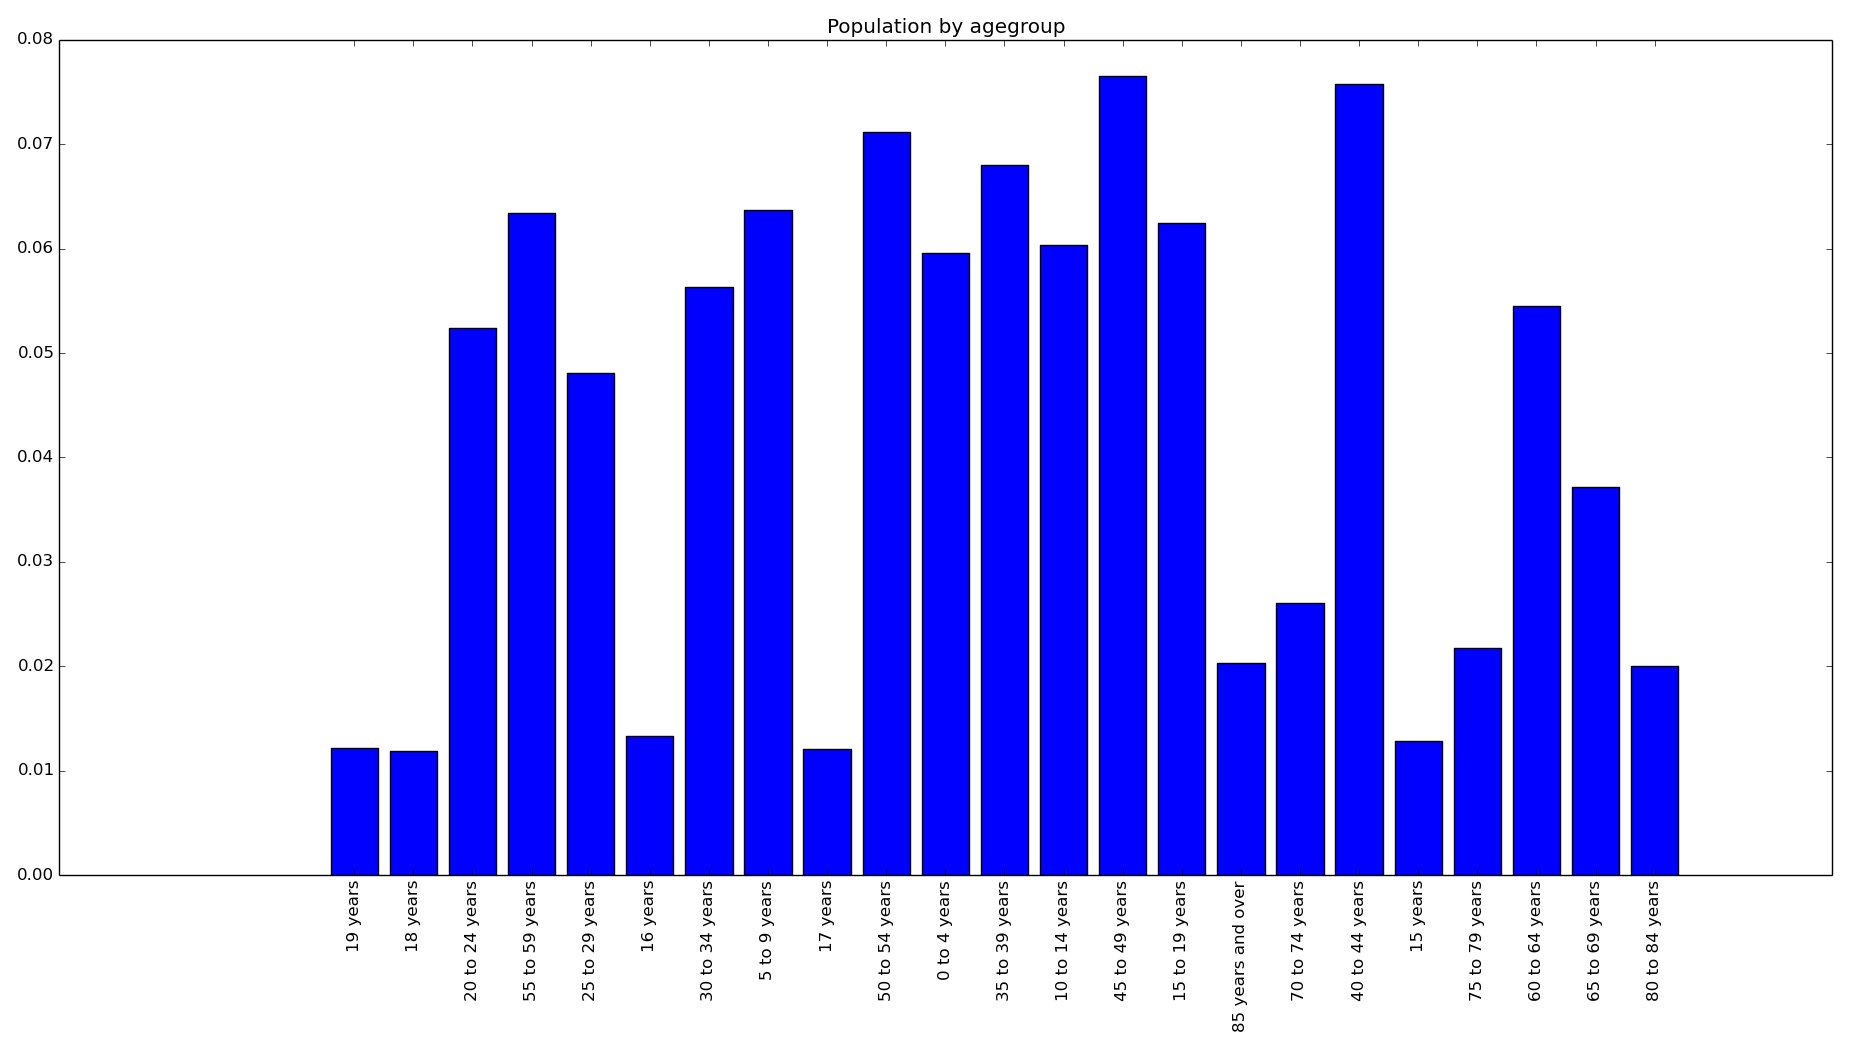 Population by agegroup
0.08
0.07
0.06
0.05
0.04
0.03
0.02
0.01
0.00
19 years
18 years
20 to 24 years
55 to 59 years
25 to 29 years
16 years
30 to 34 years
5 to 9 years
17 years
50 to 54 years
0 to 4 years
35 to 39 years
10 to 14 years
45 to 49 years
15 to 19 years
85 years and over
70 to 74 years
40 to 44 years
15 years
75 to 79 years
60 to 64 years
65 to 69 years
80 to 84 years